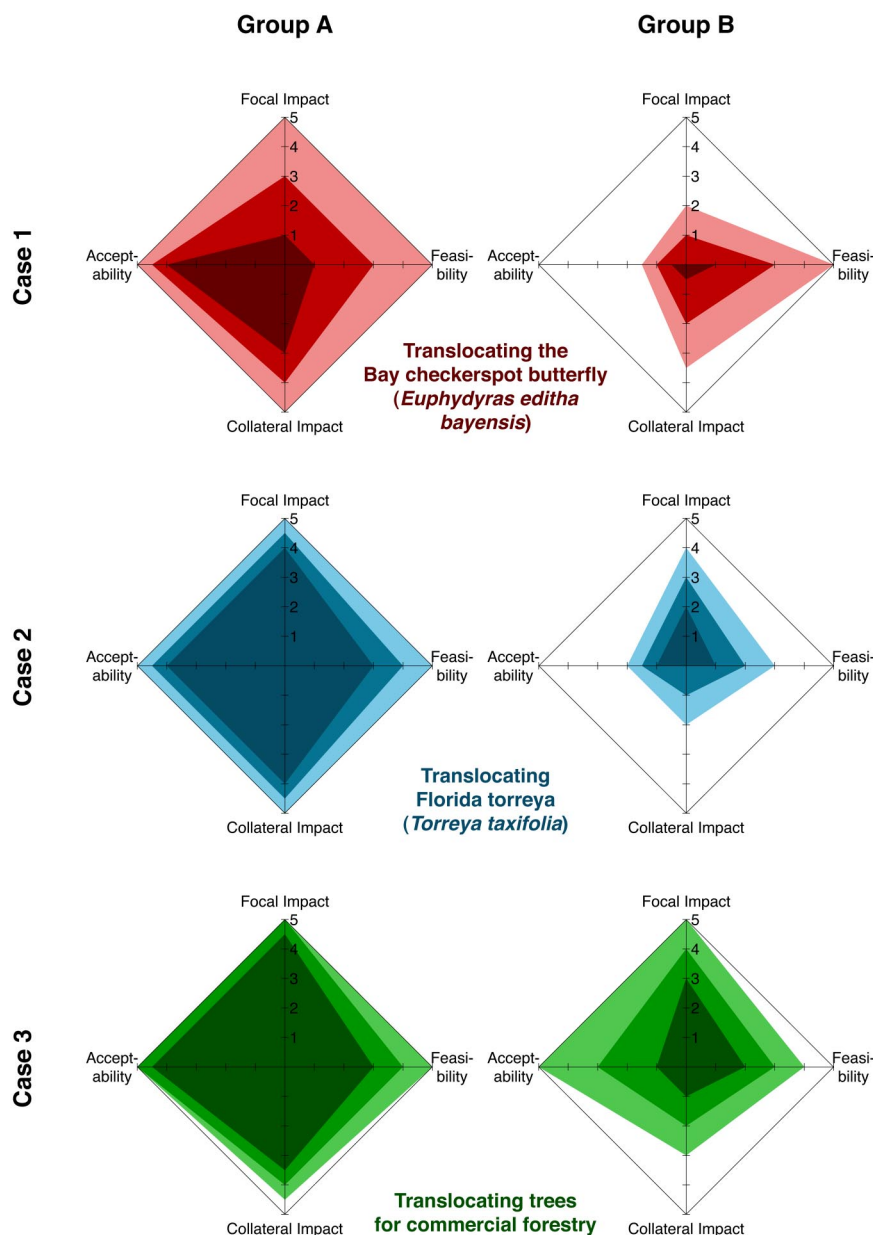 Group A
Group B
Case 1
Focal Impact
5
4
3
2
1
Accept-
ability
Feasi-
bility
Collateral Impact
Focal Impact
5
4
3
2
1
Accept-
ability
Feasi-
bility
Collateral Impact
Translocating the
Bay checkerspot butterfly
(Euphydyras editha
bayensis)
Case 2
Focal Impact
5
4
3
2
1
Accept-
ability
Feasi-
bility
Collateral Impact
Focal Impact
5
4
3
2
1
Accept-
ability
Feasi-
bility
Collateral Impact
Translocating
Florida torreya
(Torreya taxifolia)
Case 3
Focal Impact
5
4
3
2
1
Accept-
ability
Feasi-
bility
Collateral Impact
Focal Impact
5
4
3
2
1
Accept-
ability
Feasi-
bility
Collateral Impact
Translocating trees
for commercial forestry